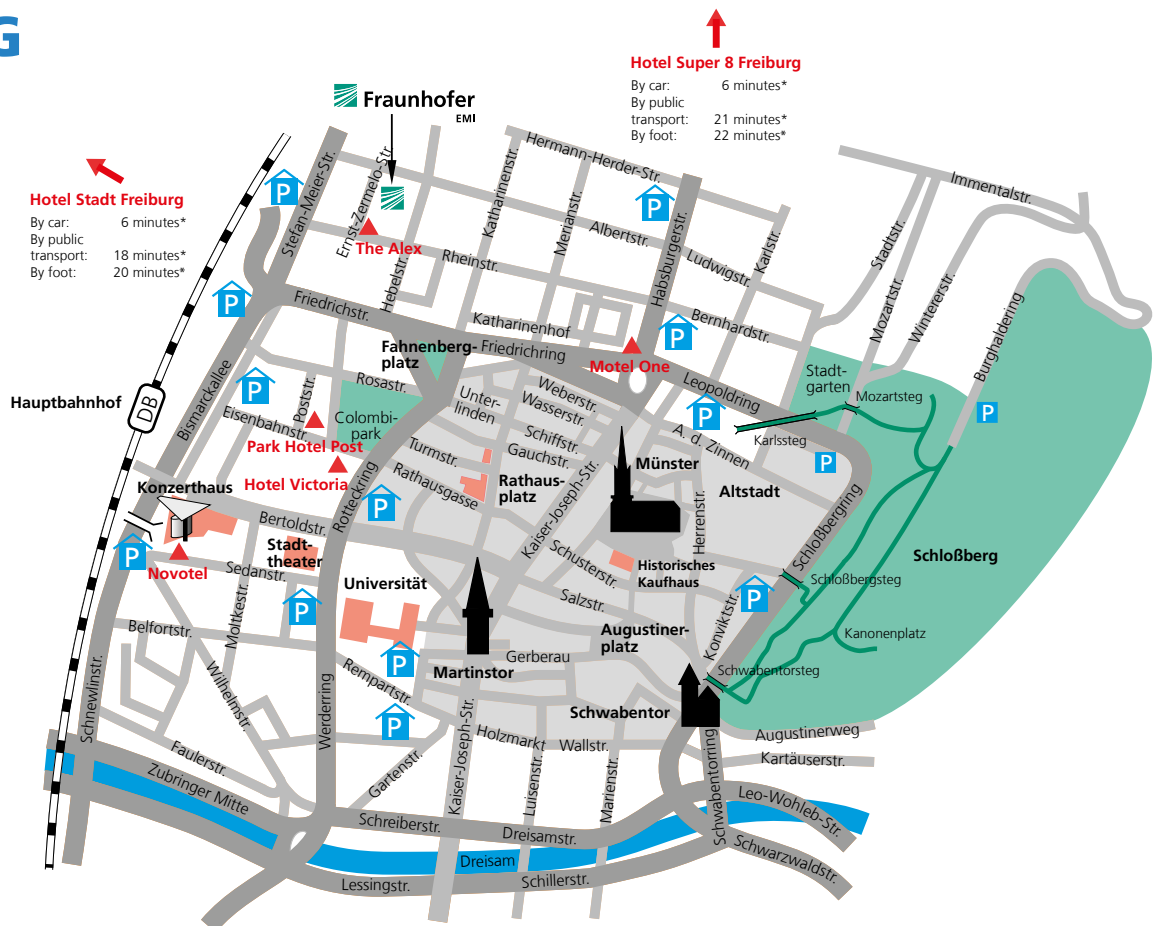 G
Hotel Super 8 Freiburg
By car: 6 minutes*
By public
transport: 21 minutes*
By foot: 22 minutes*
Fraunhofer
EMI
Hotel Stadt Freiburg
By car: 6 minutes*
By public
transport: 18 minutes*
By foot: 20 minutes*
Hermann-Herder-Str.
Immentalstr.
Stefan-Meier-Str.
Ernst-Zermelo-Str.
Katharinenstr.
Merianstr.
P
P
The Alex
Albertstr.
Habsburgerstr.
Karlstr.
Stadtstr.
Rheinstr.
Ludwigstr.
Hebelstr.
Mozartstr.
Wintererstr.
Burghaldering
P
Friedrichstr.
Katharinenhof
Bernhardstr.
P
Fahnenberg-
platz
Friedrichring
Motel One
Leopoldring
Stadt-
garten
Mozartsteg
Hauptbahnhof
DB
Bismarckallee
P
Poststr.
Rosastr.
Eisenbahnstr.
Colombi-
park
Unter-
linden
Weberstr.
Wasserstr.
Schiffstr.
Gauchstr.
P
A. d. Zinnen
Karlssteg
P
P
Park Hotel Post
Hotel Victoria
Turmstr.
Rathausgasse
Rathaus-
platz
Kaiser-Joseph-Str.
Münster
Altstadt
Konzerthaus
Rotteckring
P
Bertoldstr.
Herrenstr.
Schloßbergring
Schloßberg
P
Novotel
Stadt-
theater
Sedanstr.
Universität
Schusterstr.
Historisches
Kaufhaus
Schloßbergsteg
P
Moltkestr.
P
Salzstr.
Konviktstr.
Kanonenplatz
Belfortstr.
Augustiner-
platz
P
Gerberau
Martinstor
Schwabentorsteg
Rempartstr.
Wilhelmstr.
Schnewlinstr.
Werderring
P
Kaiser-Joseph-Str.
Holzmarkt
Wallstr.
Schwabentor
Augustinerweg
Kartäuserstr.
Faulerstr.
Gartenstr.
Luisenstr.
Marienstr.
Schwabentorring
Zubringer Mitte
Schreiberstr.
Dreisamstr.
Leo-Wohleb-Str.
Dreisam
Schwarzwaldstr.
Lessingstr.
Schillerstr.